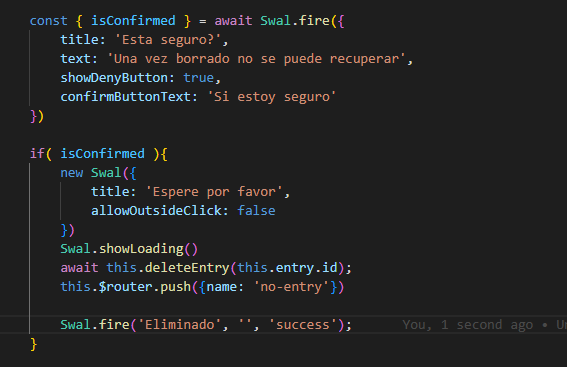 const { isConfirmed } = await Swal.fire({
    title: 'Esta seguro?',
    text: 'Una vez borrado no se puede recuperar',
    showDenyButton: true,
    confirmButtonText: 'Si estoy seguro'
})

if( isConfirmed ){
    new Swal({
        title: 'Espere por favor',
        allowOutsideClick: false
    })
    Swal.showLoading()
    await this.deleteEntry(this.entry.id);
    this.$router.push({name: 'no-entry'})

    Swal.fire('Eliminado', '', 'success');    You, 1 second ago •
}